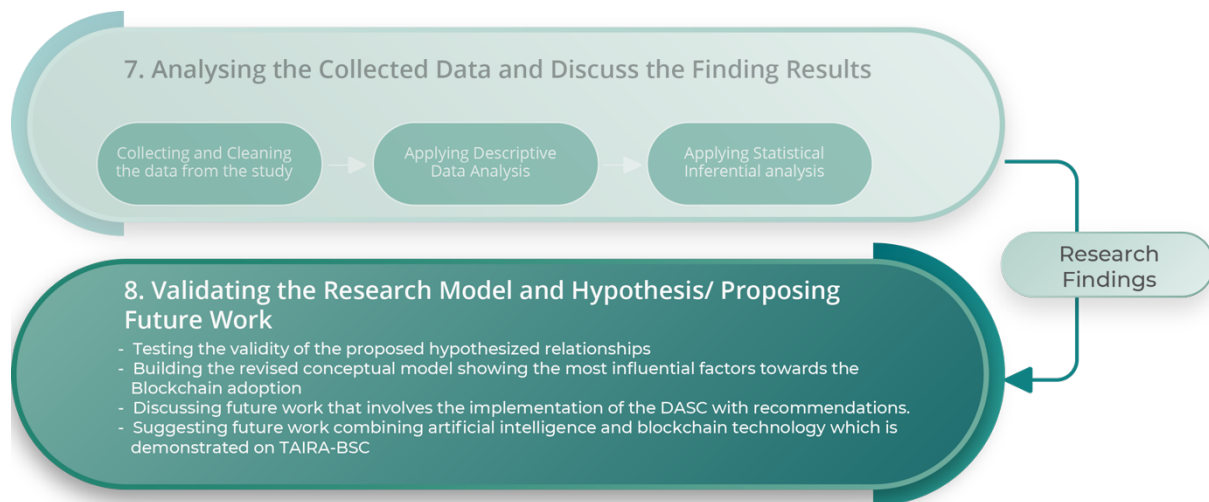 7. Analysing the Collected Data and Discuss the Finding Results
Collecting and Cleaning
the data from the study
Applying Descriptive
Data Analysis
Applying Statistical
Inferential analysis
Research
Findings
8. Validating the Research Model and Hypothesis/ Proposing
Future Work
- Testing the validity of the proposed hypothesized relationships
- Building the revised conceptual model showing the most influential factors towards the
Blockchain adoption
- Discussing future work that involves the implementation of the DASC with recommendations.
- Suggesting future work combining artificial intelligence and blockchain technology which is
demonstrated on TAIRA-BSC